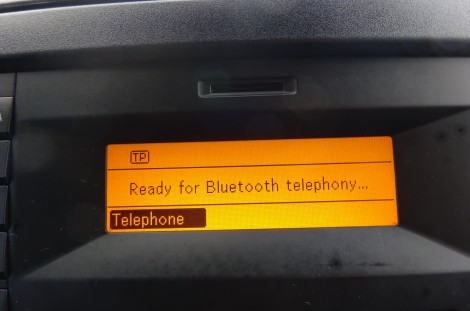 TP
Ready for Bluetooth telephony...
Telephone